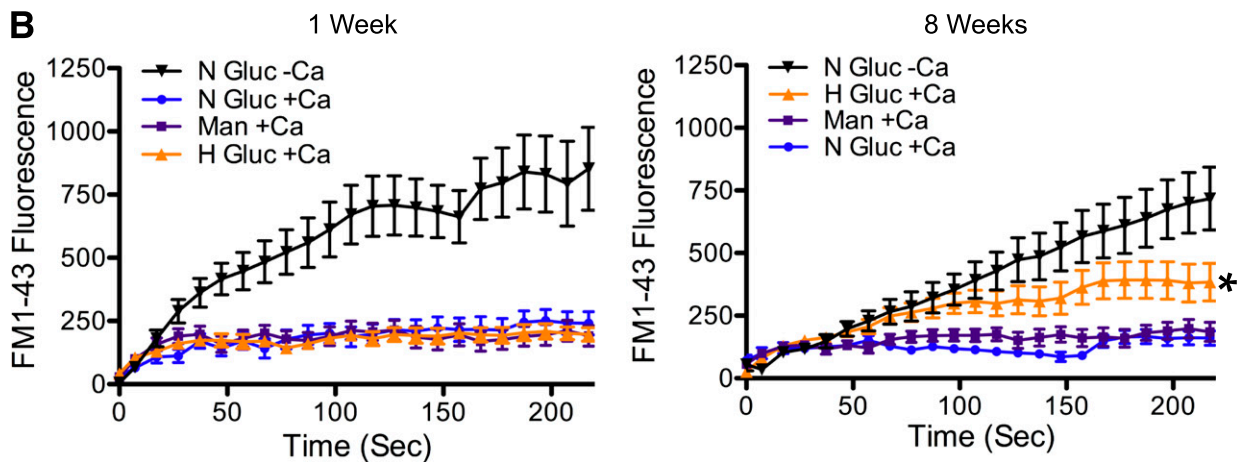 B
1 Week
FM1-43 Fluorescence
1250
1000
750
500
250
0
N Gluc -Ca
N Gluc +Ca
Man +Ca
H Gluc +Ca
0
50
100
150
200
Time (Sec)
8 Weeks
FM1-43 Fluorescence
1250
1000
750
500
250
0
N Gluc -Ca
H Gluc +Ca
Man +Ca
N Gluc +Ca
*
0
50
100
150
200
Time (Sec)